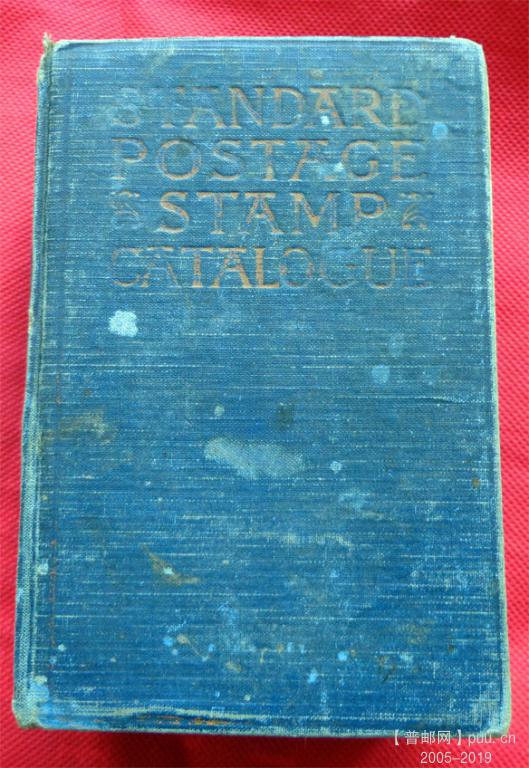 STANDARD
POSTAGE
STAMP
CATALOGUE
【普邮网】puu.cn
2005-2019